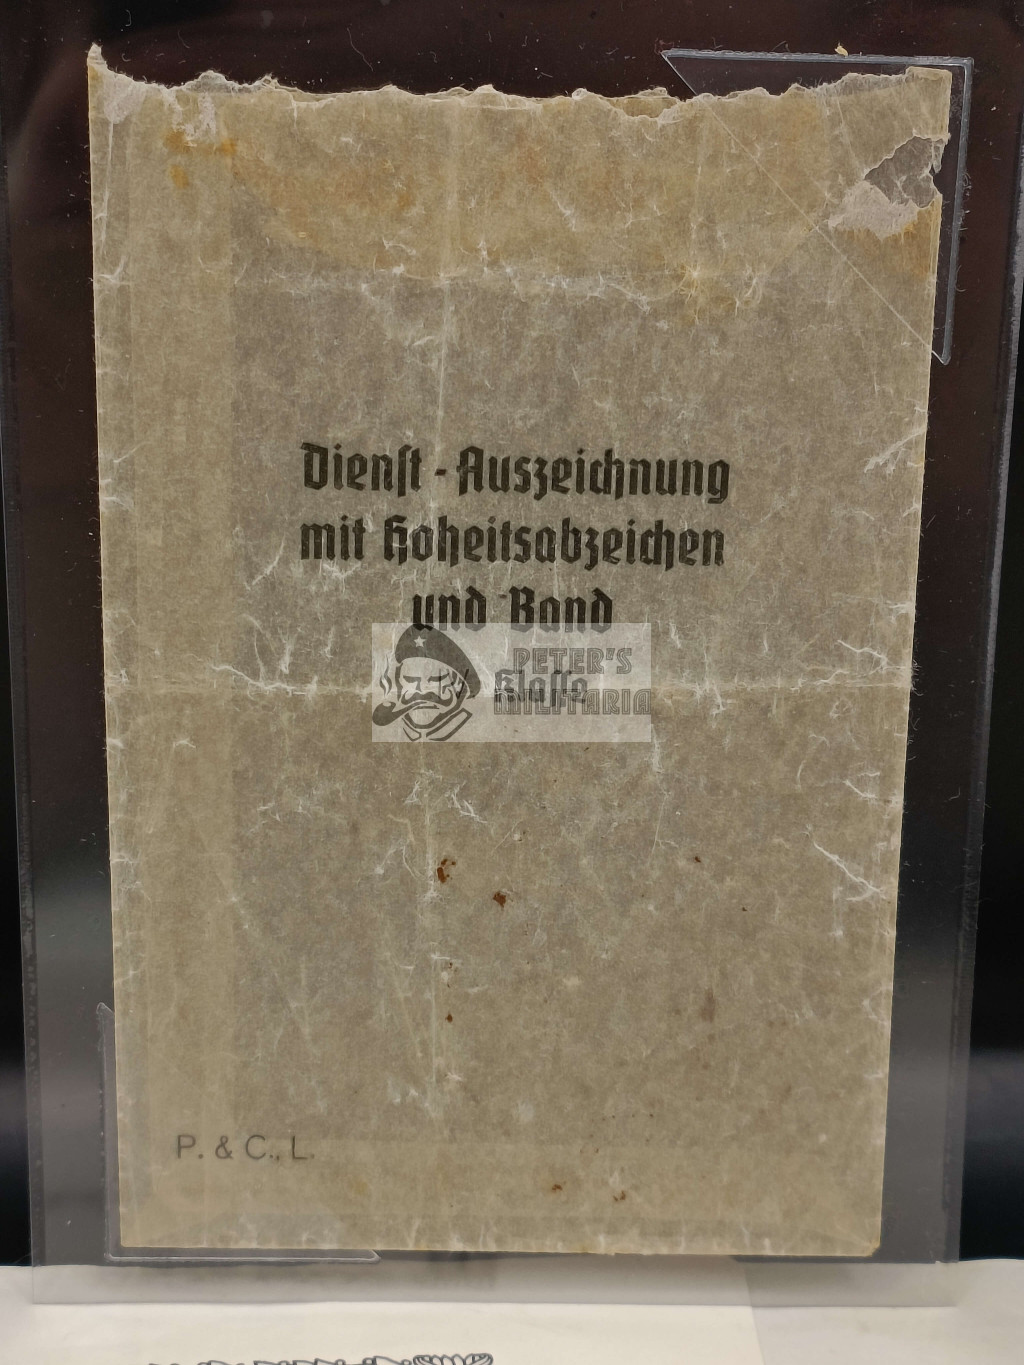 Dienst - Auszeichnung
mit Hoheitsabzeichen
und Band
Klasse
PETER'S
MILITARIA
P. & C., L.